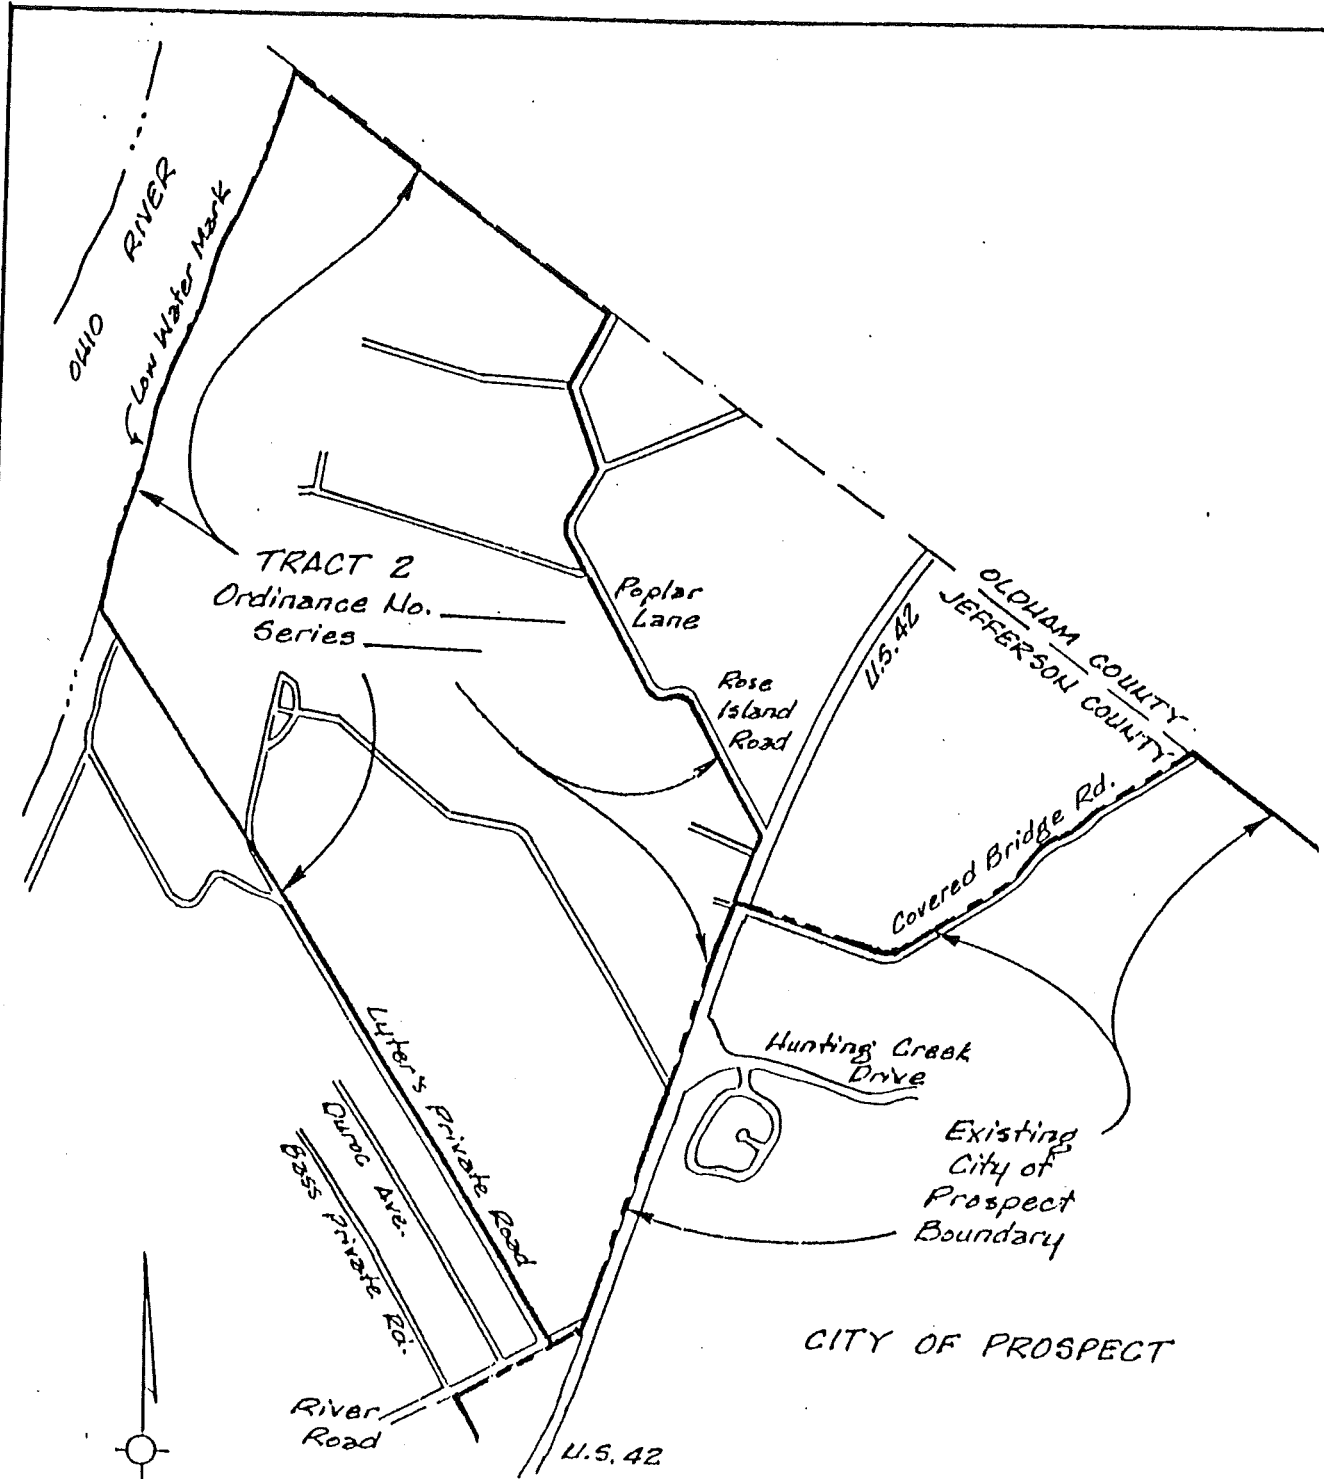 OHIO RIVER
Low Water Mark
TRACT 2
Ordinance No.
Series
Poplar
Lane
Rose
Island
Road
U.S. 42
OLDHAM COUNTY
JEFFERSON COUNTY
Covered Bridge Rd.
Hunting Creek
Drive
Luter's Private Road
Duroc Ave.
Bass Private Rd.
Existing
City of
Prospect
Boundary
CITY OF PROSPECT
River
Road
U.S. 42